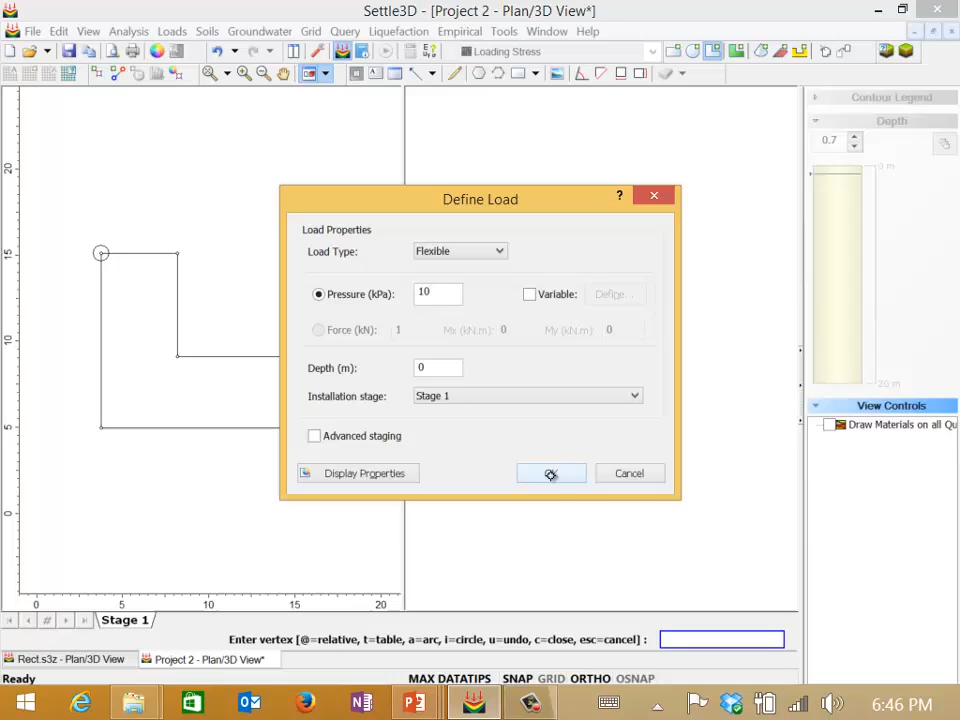 Settle3D - [Project 2 - Plan/3D View*]
File Edit View Analysis Loads Soils Groundwater Grid Query Liquefaction Empirical Tools Window Help
Loading Stress
Contour Legend
Depth
0.7
0 m
20 m
View Controls
Draw Materials on all Qu
20
15
10
5
0
0 5 10 15 20
Define Load
?
Load Properties
Load Type: Flexible
Pressure (kPa): 10 Variable: Define...
Force (kN): 1 Mx (kN.m): 0 My (kN.m): 0
Depth (m): 0
Installation stage: Stage 1
Advanced staging
Display Properties OK Cancel
Stage 1
Enter vertex [@=relative, t=table, a=arc, i=circle, u=undo, c=close, esc=cancel] :
Rect.s3z - Plan/3D View Project 2 - Plan/3D View*
Ready MAX DATATIPS SNAP GRID ORTHO OSNAP
6:46 PM